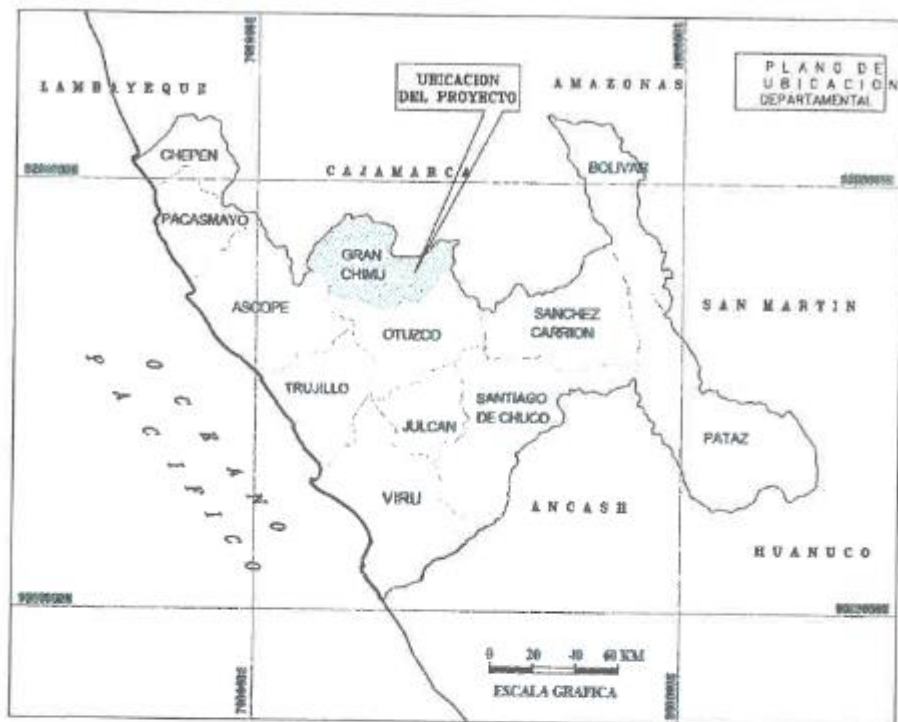 PLANO DE
UBICACION
DEPARTAMENTAL
UBICACION
DEL PROYECTO
LAMBAYEQUE
AMAZONAS
CHEPEN
CAJAMARCA
BOLIVAR
PACASMAYO
GRAN
CHIMU
ASCOPE
SAN MARTIN
SANCHEZ
CARRION
OTUZCO
TRUJILLO
SANTIAGO
DE CHUCO
JULCAN
PATAZ
OCEANO
PACIFICO
VIRU
ANCASH
HUANUCO
0 20 40 60 KM
ESCALA GRAFICA